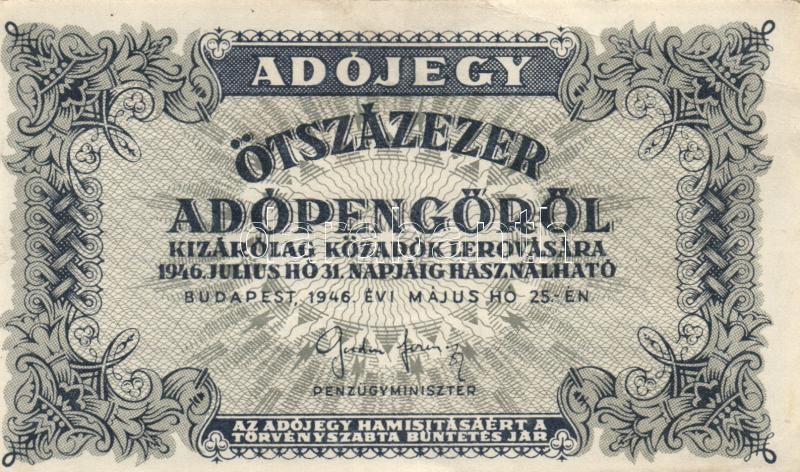 ADÓJEGY
ÖTSZÁZEZER
ADÓPENGŐRŐL
KIZÁRÓLAG KÖZADÓK LEROVÁSÁRA
1946. JULIUS HÓ 31. NAPJÁIG HASZNÁLHATÓ
BUDAPEST, 1946. ÉVI MÁJUS HÓ 25.-ÉN
PÉNZÜGYMINISZTER
AZ ADÓJEGY HAMISITÁSÁÉRT A
TÖRVÉNYSZABTA BÜNTETÉS JÁR